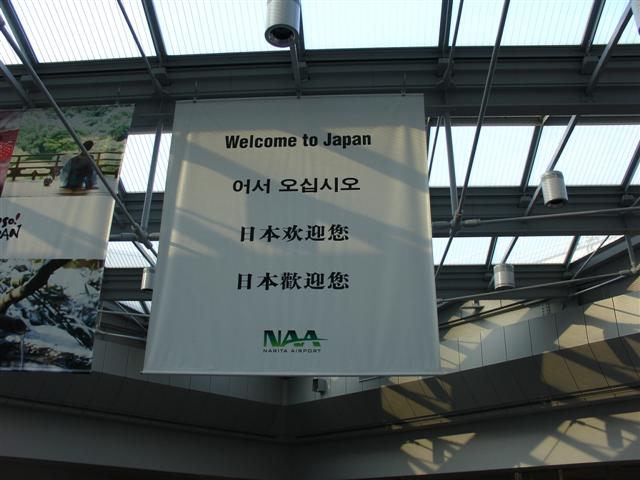 Welcome to Japan
어서 오십시오
日本欢迎您
日本歡迎您
NAA
NARITA AIRPORT